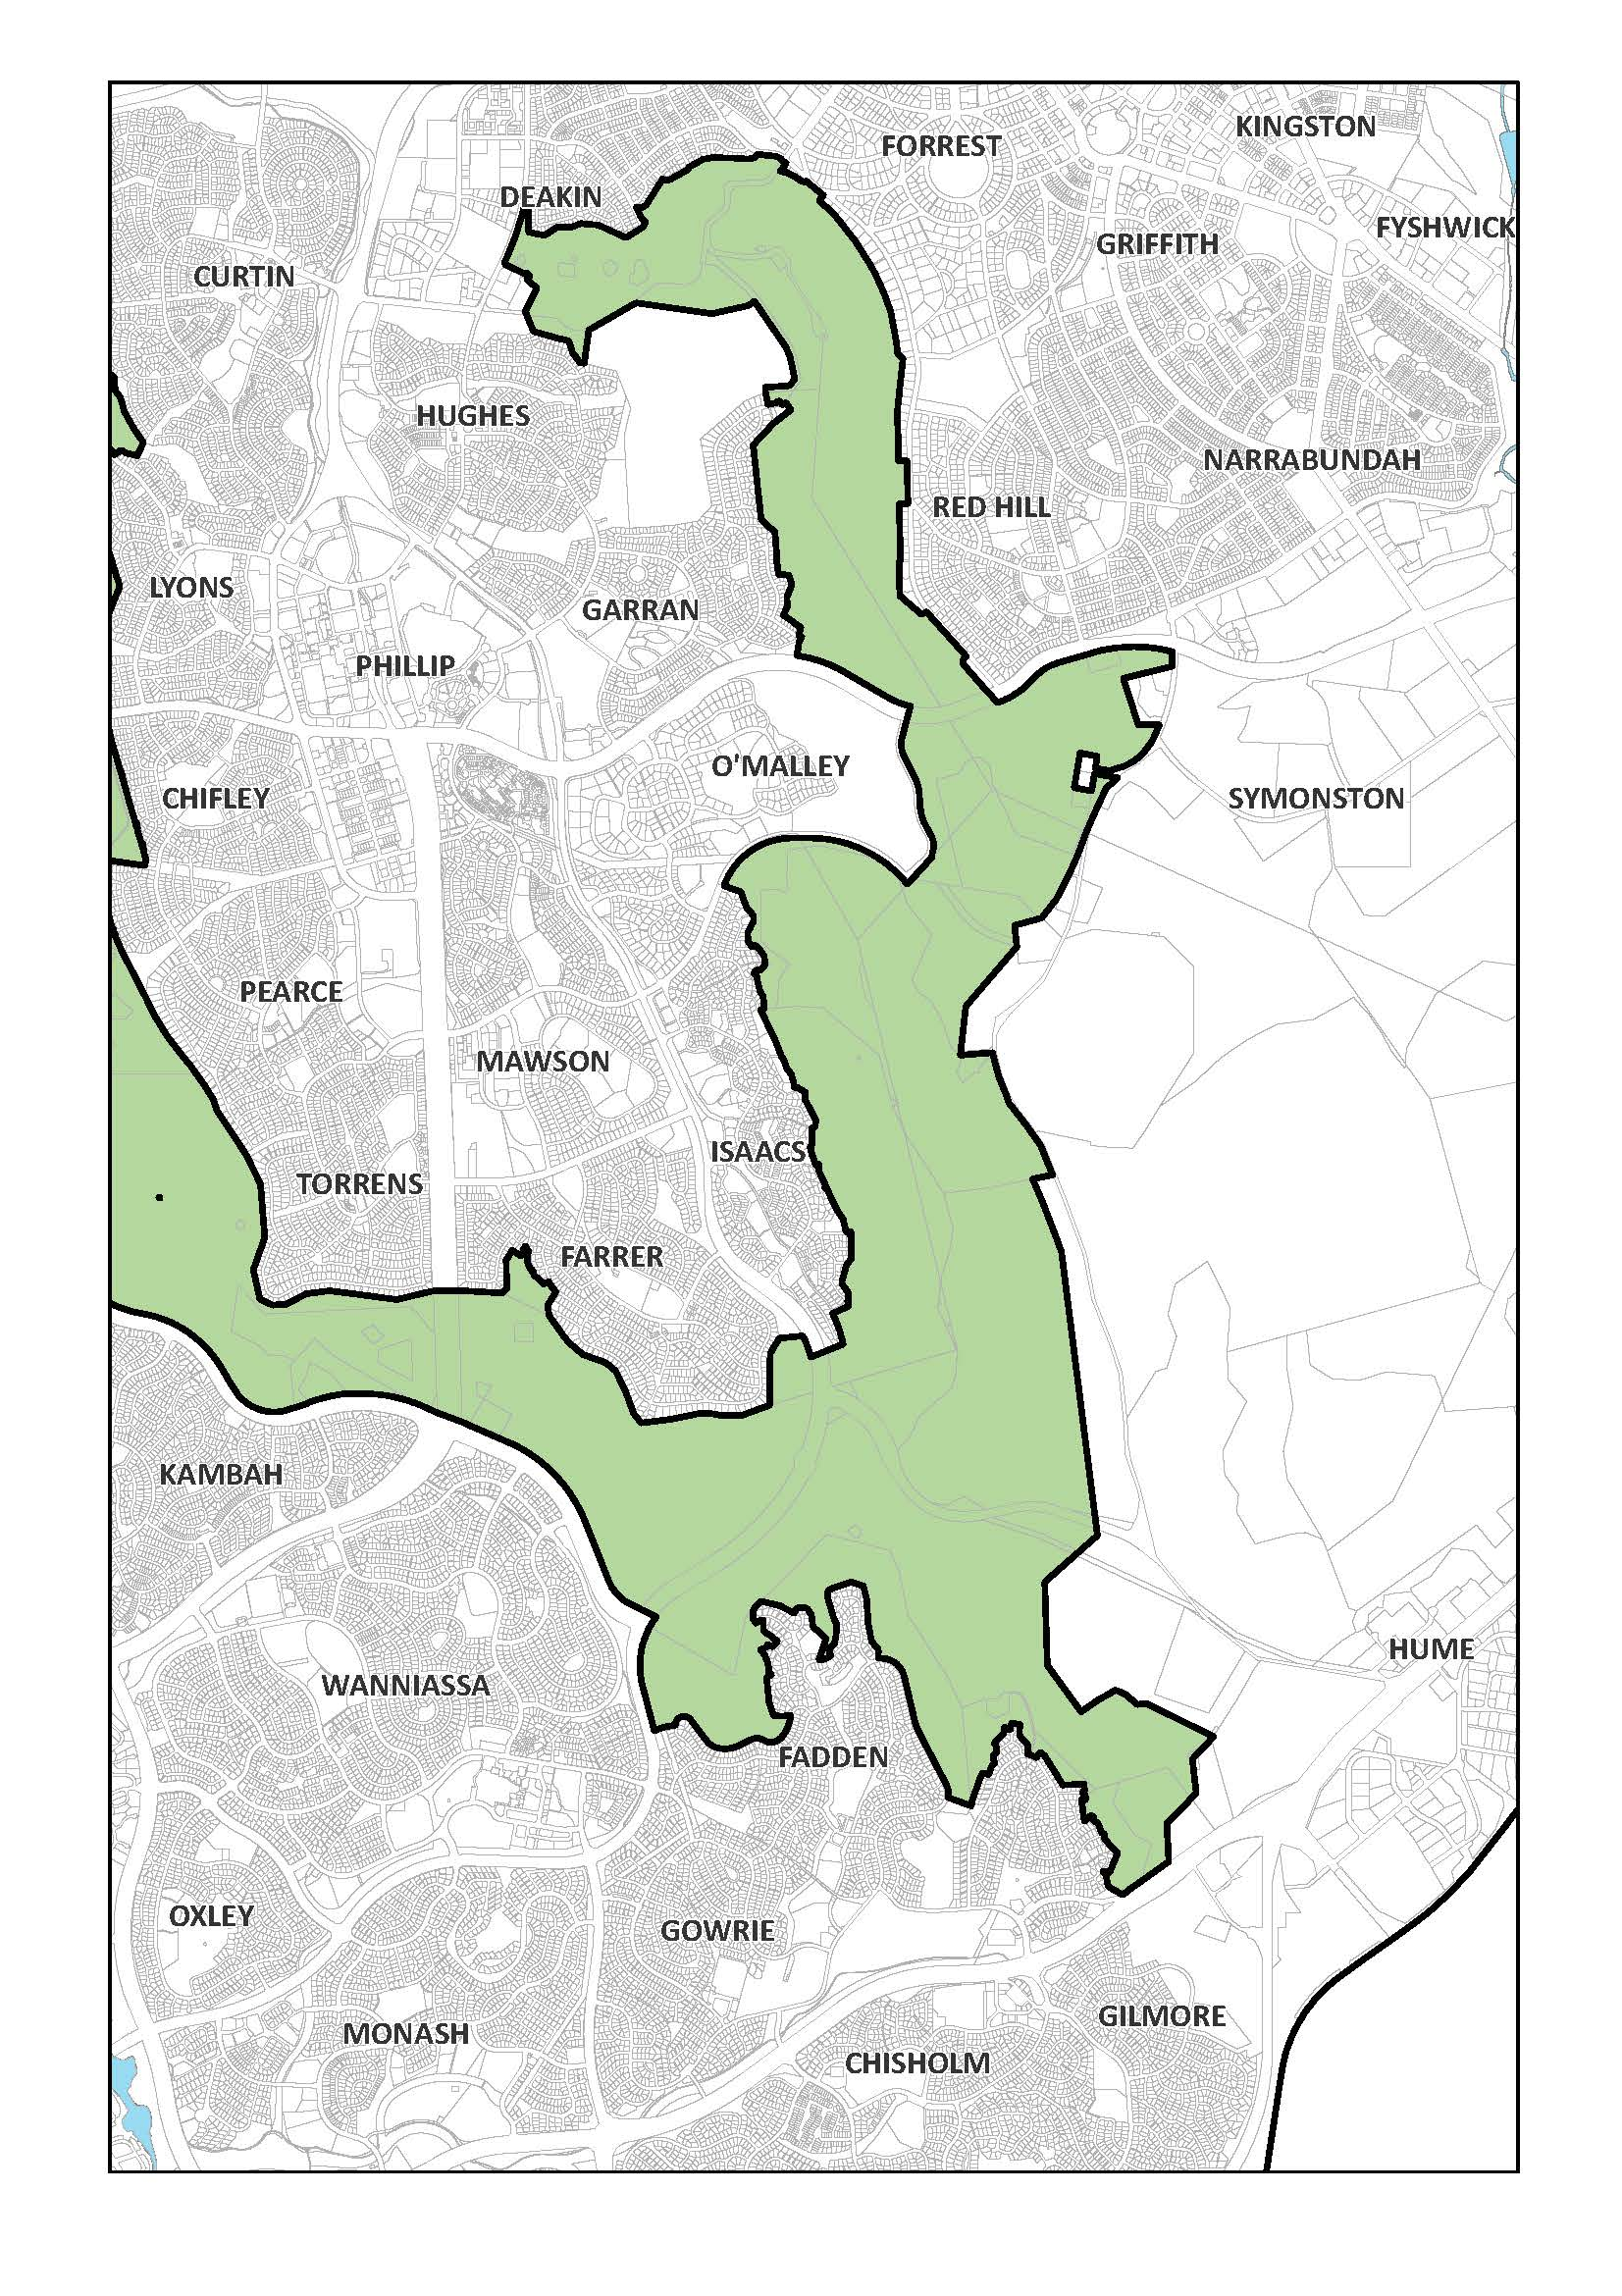 KINGSTON
FORREST
DEAKIN
FYSHWICK
GRIFFITH
CURTIN
HUGHES
NARRABUNDAH
RED HILL
LYONS
GARRAN
PHILLIP
O'MALLEY
CHIFLEY
SYMONSTON
PEARCE
MAWSON
ISAACS
TORRENS
FARRER
KAMBAH
HUME
WANNIASSA
FADDEN
OXLEY
GOWRIE
GILMORE
MONASH
CHISHOLM